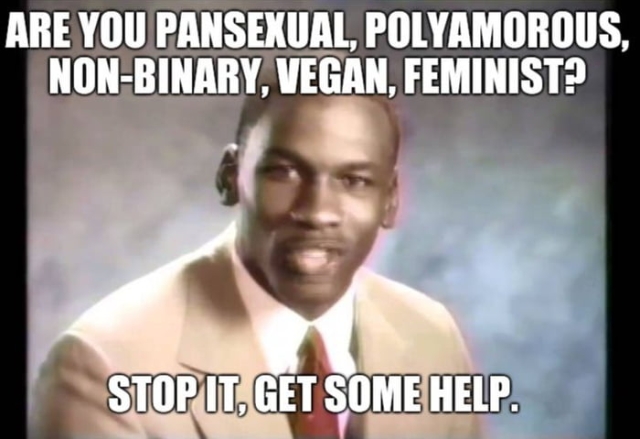 ARE YOU PANSEXUAL, POLYAMOROUS,
NON-BINARY, VEGAN, FEMINIST?
STOP IT, GET SOME HELP.